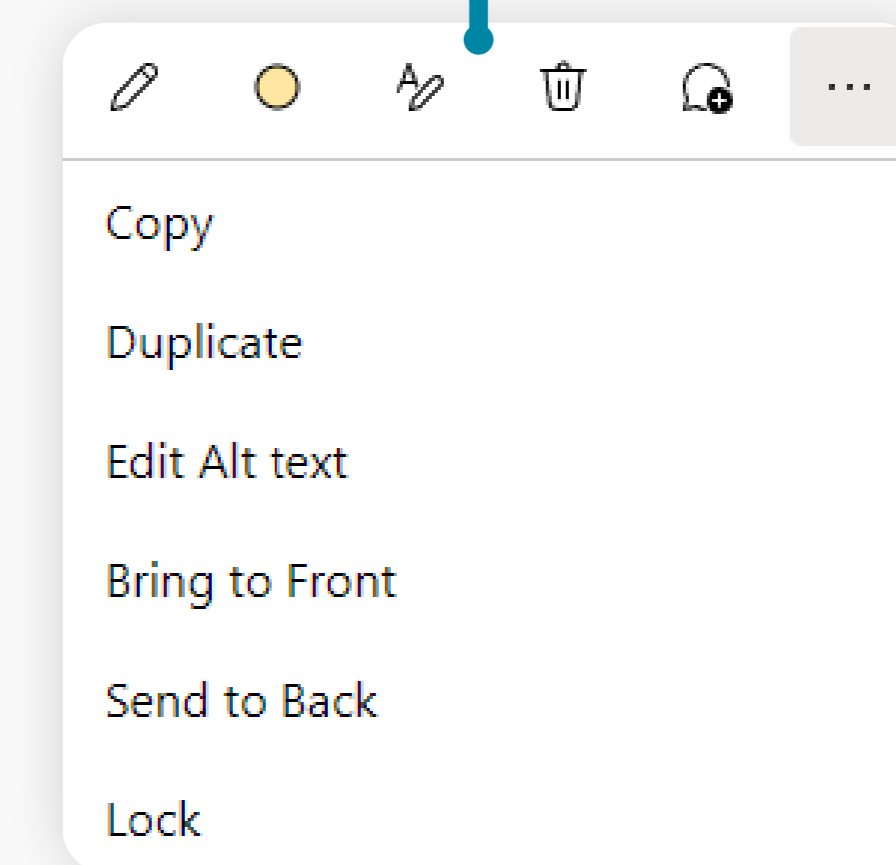 Copy
Duplicate
Edit Alt text
Bring to Front
Send to Back
Lock